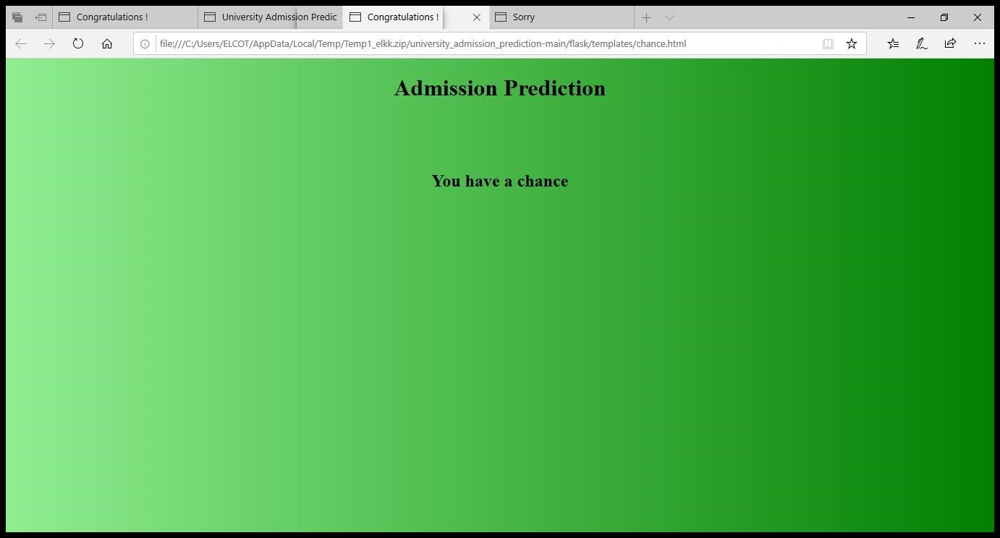 Congratulations !
University Admission Predic
Congratulations !
Sorry
file:///C:/Users/ELCOT/AppData/Local/Temp/Temp1_elkk.zip/university_admission_prediction-main/flask/templates/chance.html
Admission Prediction
You have a chance